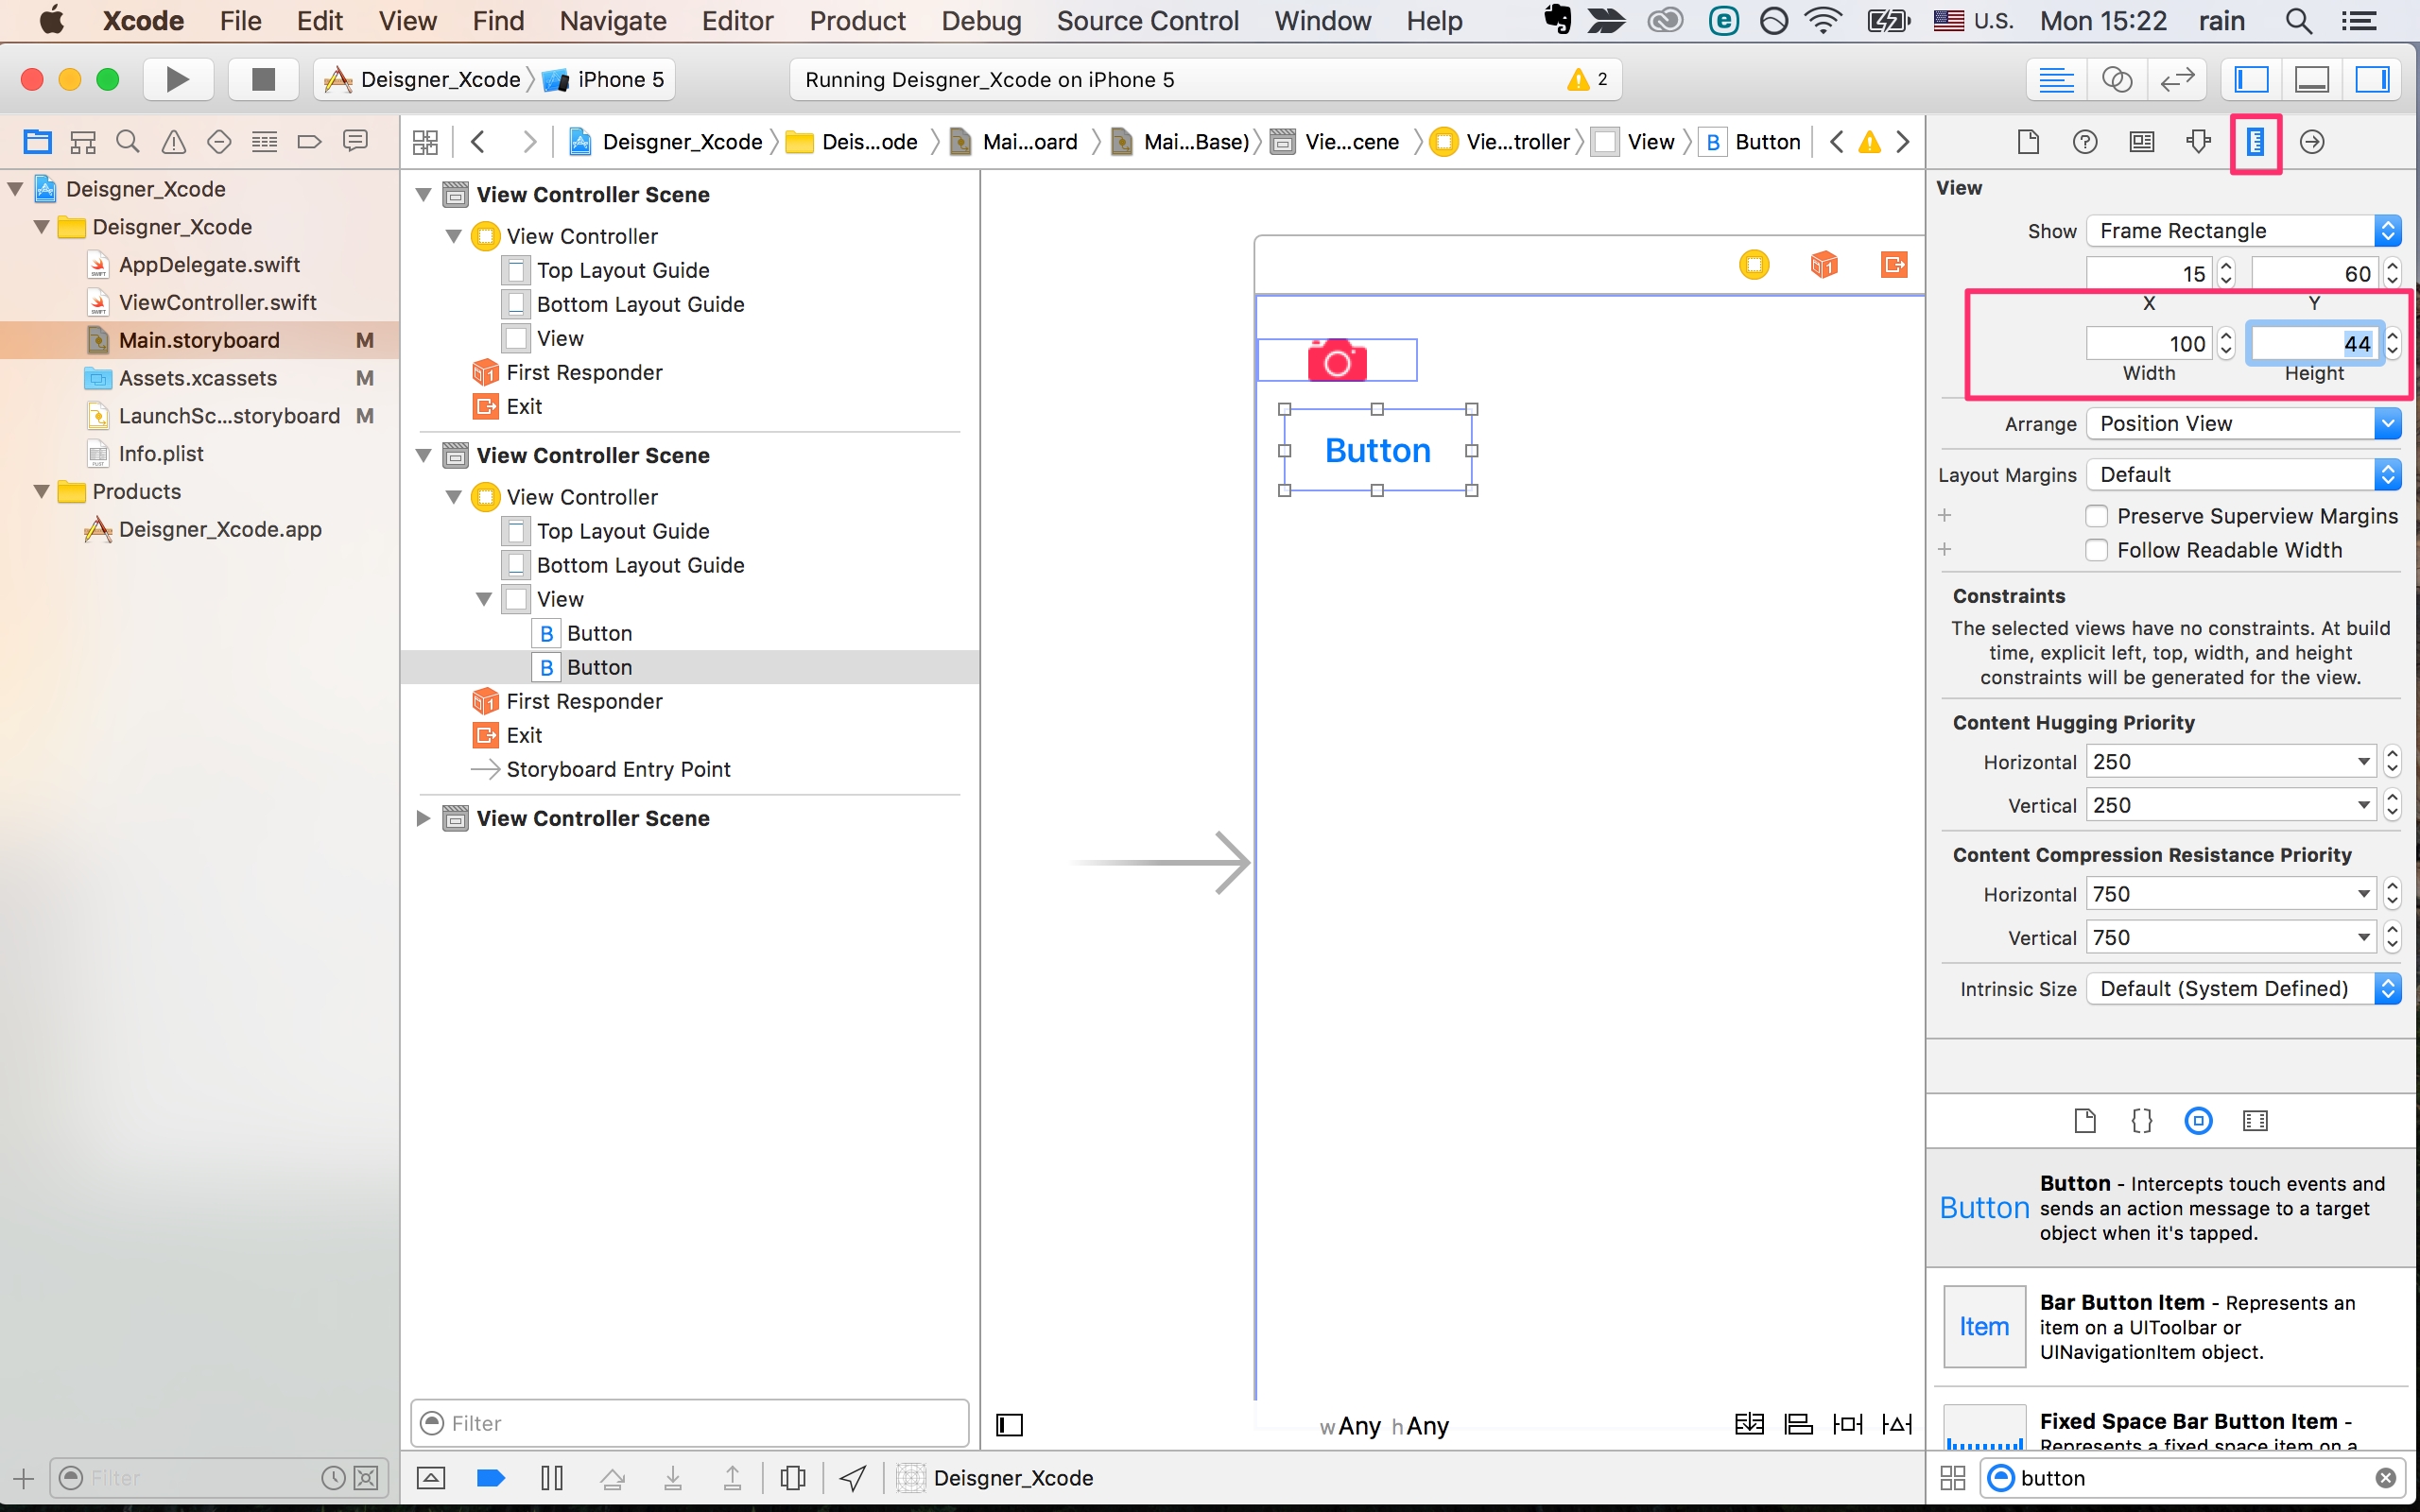 Xcode File Edit View Find Navigate Editor Product Debug Source Control Window Help U.S. Mon 15:22 rain
Deisgner_Xcode iPhone 5 Running Deisgner_Xcode on iPhone 5 2
Deisgner_Xcode Deis...ode Mai...oard Mai...Base) Vie...cene Vie...troller View B Button
Deisgner_Xcode
Deisgner_Xcode
AppDelegate.swift
ViewController.swift
Main.storyboard M
Assets.xcassets M
LaunchSc...storyboard M
Info.plist
Products
Deisgner_Xcode.app
Filter
View Controller Scene
View Controller
Top Layout Guide
Bottom Layout Guide
View
First Responder
Exit
View Controller Scene
View Controller
Top Layout Guide
Bottom Layout Guide
View
B Button
B Button
First Responder
Exit
Storyboard Entry Point
View Controller Scene
Filter
Button
wAny hAny
Deisgner_Xcode
View
Show Frame Rectangle
15 60
X Y
100 44
Width Height
Arrange Position View
Layout Margins Default
Preserve Superview Margins
Follow Readable Width
Constraints
The selected views have no constraints. At build
time, explicit left, top, width, and height
constraints will be generated for the view.
Content Hugging Priority
Horizontal 250
Vertical 250
Content Compression Resistance Priority
Horizontal 750
Vertical 750
Intrinsic Size Default (System Defined)
Button
Button - Intercepts touch events and
sends an action message to a target
object when it's tapped.
Item
Bar Button Item - Represents an
item on a UIToolbar or
UINavigationItem object.
Fixed Space Bar Button Item -
Represents a fixed space item on a
button